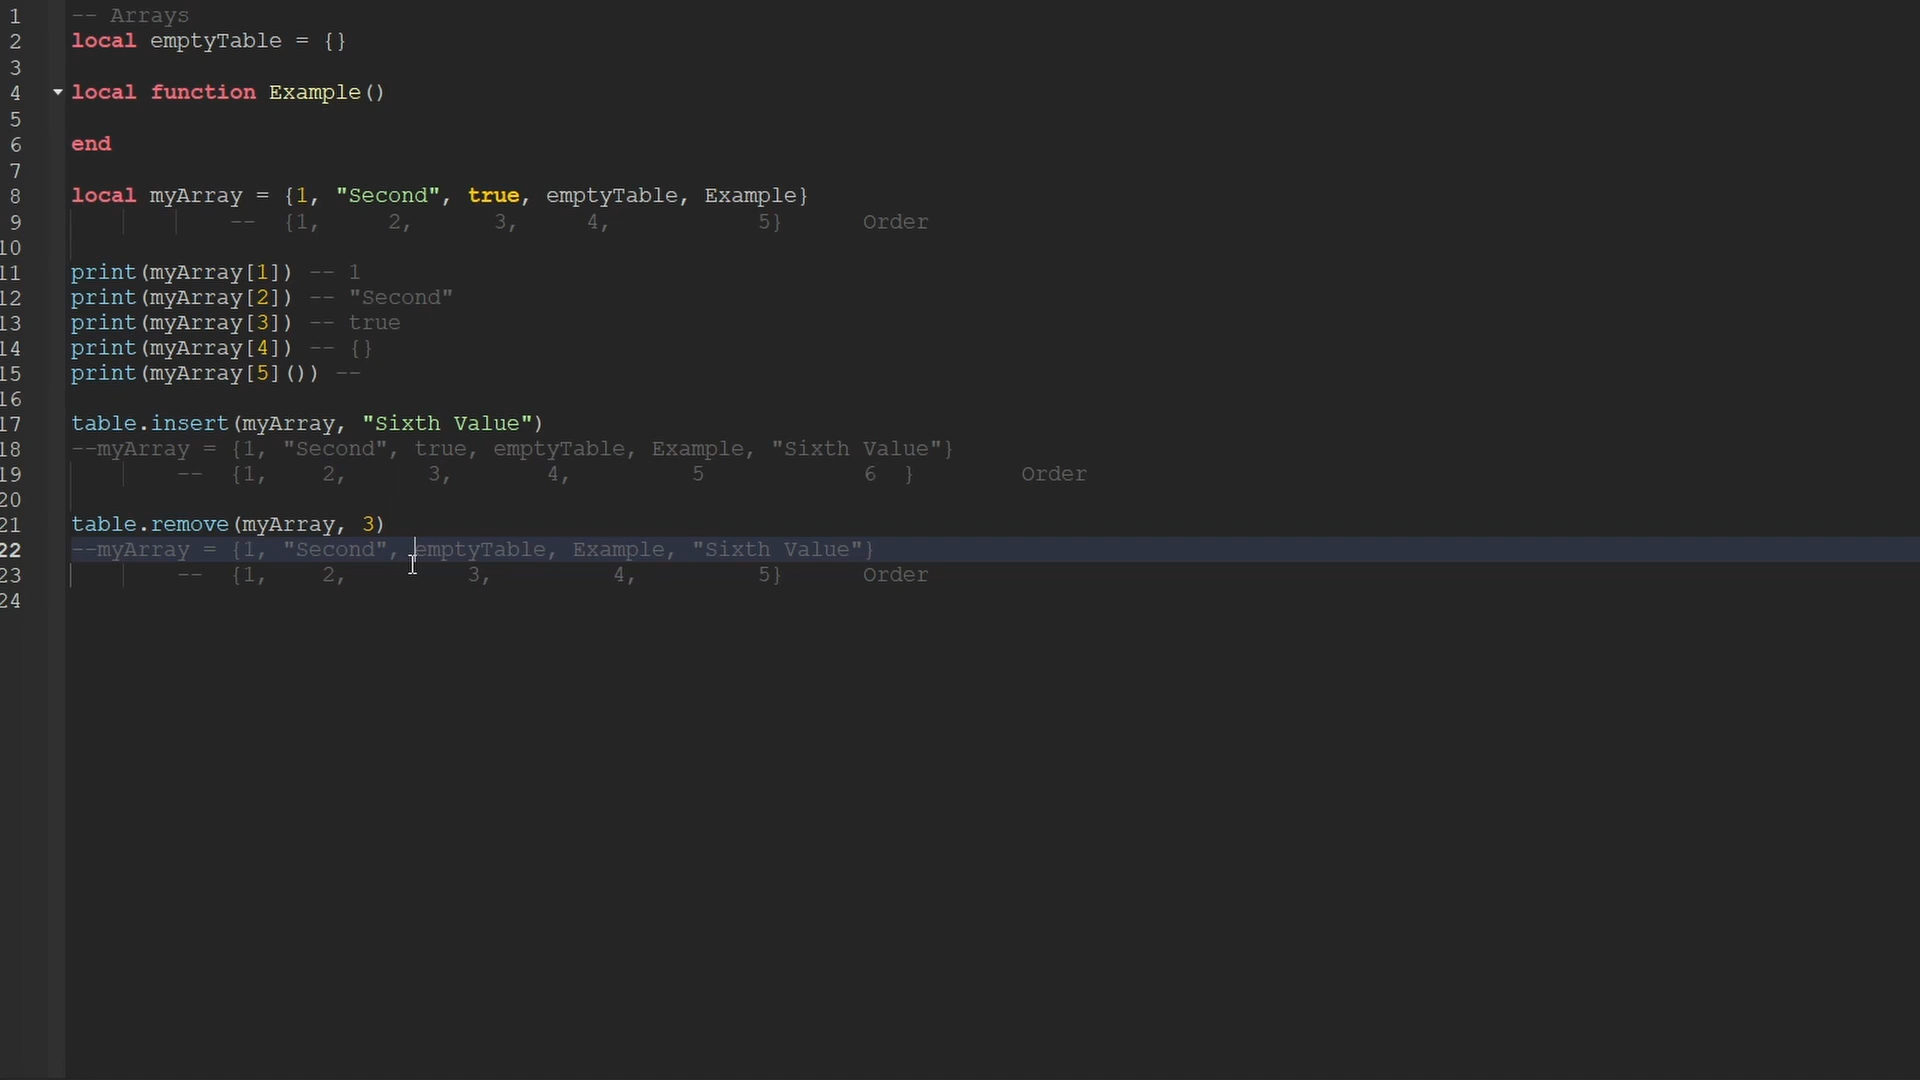 1 -- Arrays
2 local emptyTable = {}
3
4 local function Example()
5
6 end
7
8 local myArray = {1, "Second", true, emptyTable, Example}
9 -- {1, 2, 3, 4, 5} Order
10
11 print(myArray[1]) -- 1
12 print(myArray[2]) -- "Second"
13 print(myArray[3]) -- true
14 print(myArray[4]) -- {}
15 print(myArray[5]()) --
16
17 table.insert(myArray, "Sixth Value")
18 --myArray = {1, "Second", true, emptyTable, Example, "Sixth Value"}
19 -- {1, 2, 3, 4, 5 6 } Order
20
21 table.remove(myArray, 3)
22 --myArray = {1, "Second", emptyTable, Example, "Sixth Value"}
23 -- {1, 2, 3, 4, 5} Order
24